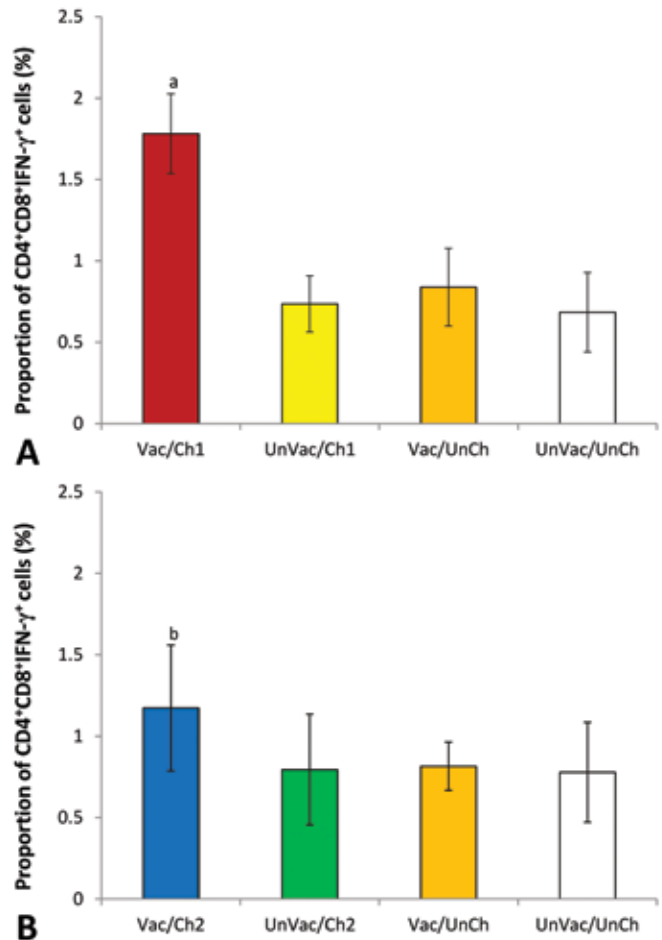 Proportion of CD4⁺CD8⁺IFN-γ⁺ cells (%)
2.5
2
1.5
1
0.5
0
a
Vac/Ch1 UnVac/Ch1 Vac/UnCh UnVac/UnCh
A
Proportion of CD4⁺CD8⁺IFN-γ⁺ cells (%)
2.5
2
1.5
1
0.5
0
b
Vac/Ch2 UnVac/Ch2 Vac/UnCh UnVac/UnCh
B